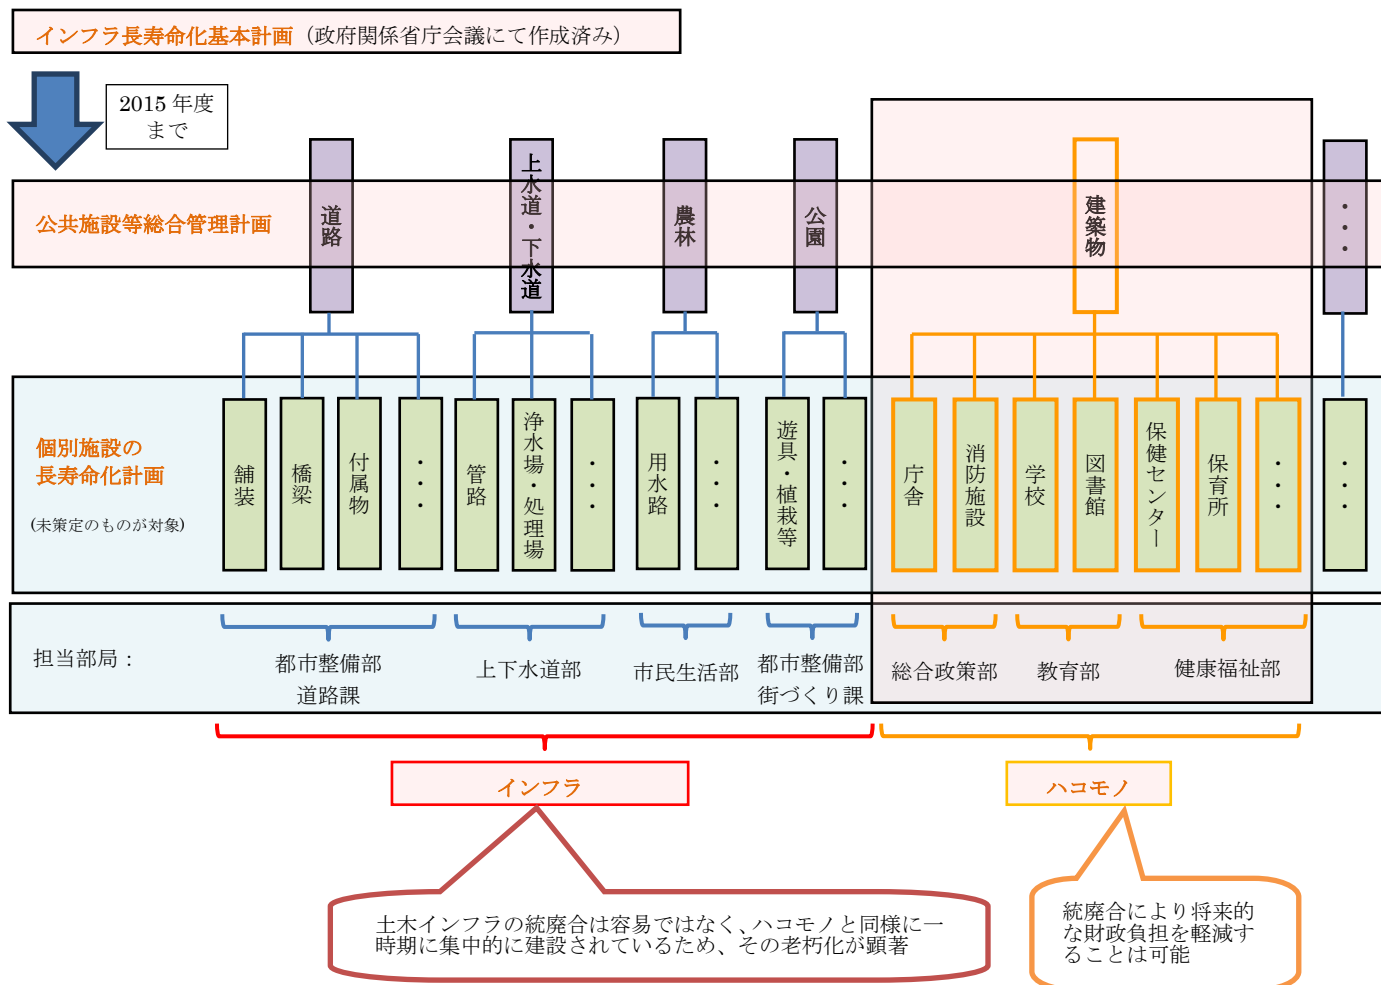 インフラ長寿命化基本計画（政府関係省庁会議にて作成済み）
2015 年度
まで
公共施設等総合管理計画
道路
上水道・下水道
農林
公園
建築物
・・・
個別施設の
長寿命化計画
(未策定のものが対象)
舗装
橋梁
付属物
・・・
管路
浄水場・処理場
・・・
用水路
・・・
遊具・植栽等
・・・
庁舎
消防施設
学校
図書館
保健センター
保育所
・・・
・・・
担当部局：
都市整備部
道路課
上下水道部
市民生活部
都市整備部
街づくり課
総合政策部
教育部
健康福祉部
インフラ
ハコモノ
土木インフラの統廃合は容易ではなく、ハコモノと同様に一
時期に集中的に建設されているため、その老朽化が顕著
統廃合により将来的
な財政負担を軽減す
ることは可能